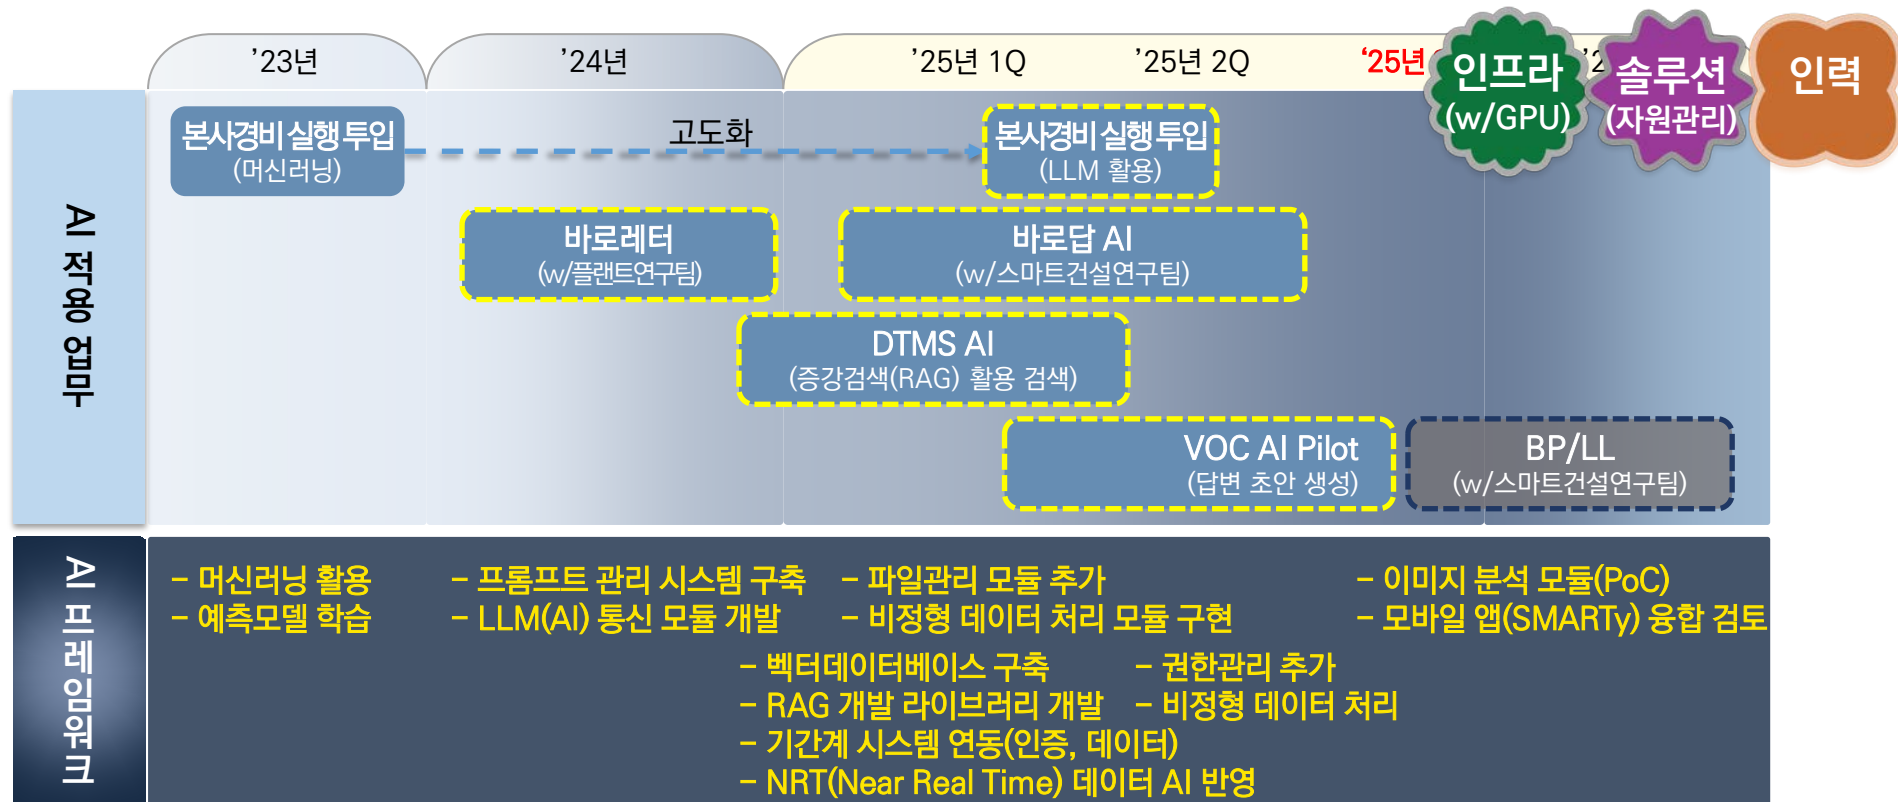 ’23년
’24년
’25년 1Q
’25년 2Q
‘25년
인프라
(w/GPU)
솔루션
(자원관리)
인력
AI 적용 업무
본사경비 실행 투입
(머신러닝)
고도화
본사경비 실행 투입
(LLM 활용)
바로레터
(w/플랜트연구팀)
바로답 AI
(w/스마트건설연구팀)
DTMS AI
(증강검색(RAG) 활용 검색)
VOC AI Pilot
(답변 초안 생성)
BP/LL
(w/스마트건설연구팀)
AI 프레임워크
- 머신러닝 활용
- 예측모델 학습
- 프롬프트 관리 시스템 구축
- LLM(AI) 통신 모듈 개발
- 파일관리 모듈 추가
- 비정형 데이터 처리 모듈 구현
- 이미지 분석 모듈(PoC)
- 모바일 앱(SMARTy) 융합 검토
- 벡터데이터베이스 구축
- RAG 개발 라이브러리 개발
- 기간계 시스템 연동(인증, 데이터)
- NRT(Near Real Time) 데이터 AI 반영
- 권한관리 추가
- 비정형 데이터 처리